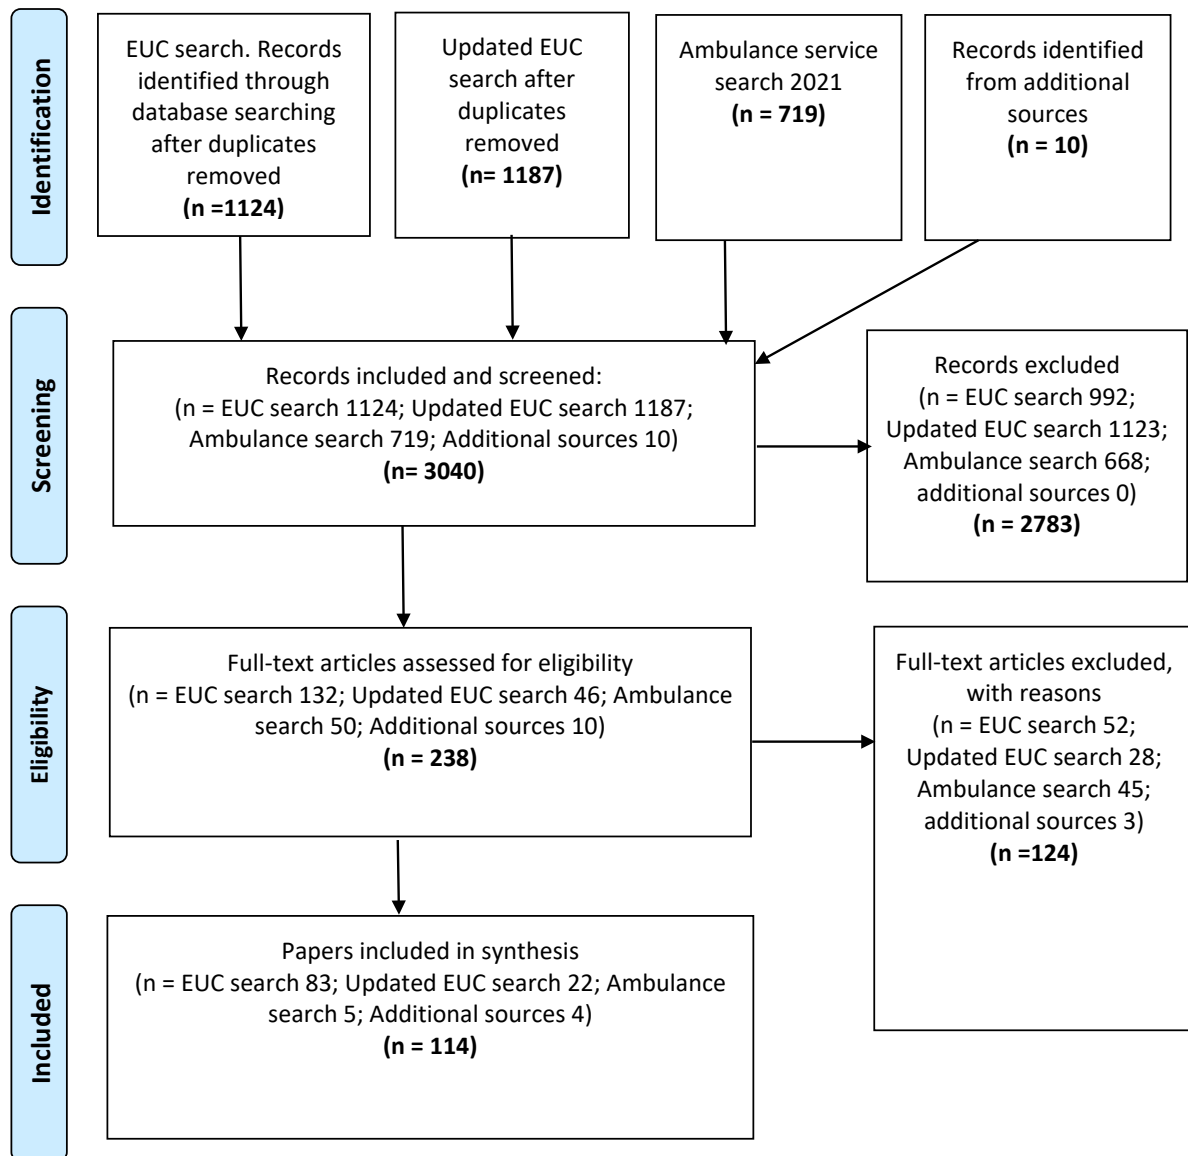 Identification
EUC search. Records
identified through
database searching
after duplicates
removed
(n =1124)
Updated EUC
search after
duplicates
removed
(n= 1187)
Ambulance service
search 2021
(n = 719)
Records identified
from additional
sources
(n = 10)
Screening
Records included and screened:
(n = EUC search 1124; Updated EUC search 1187;
Ambulance search 719; Additional sources 10)
(n= 3040)
Records excluded
(n = EUC search 992;
Updated EUC search 1123;
Ambulance search 668;
additional sources 0)
(n = 2783)
Eligibility
Full-text articles assessed for eligibility
(n = EUC search 132; Updated EUC search 46; Ambulance
search 50; Additional sources 10)
(n = 238)
Full-text articles excluded,
with reasons
(n = EUC search 52;
Updated EUC search 28;
Ambulance search 45;
additional sources 3)
(n =124)
Included
Papers included in synthesis
(n = EUC search 83; Updated EUC search 22; Ambulance
search 5; Additional sources 4)
(n = 114)